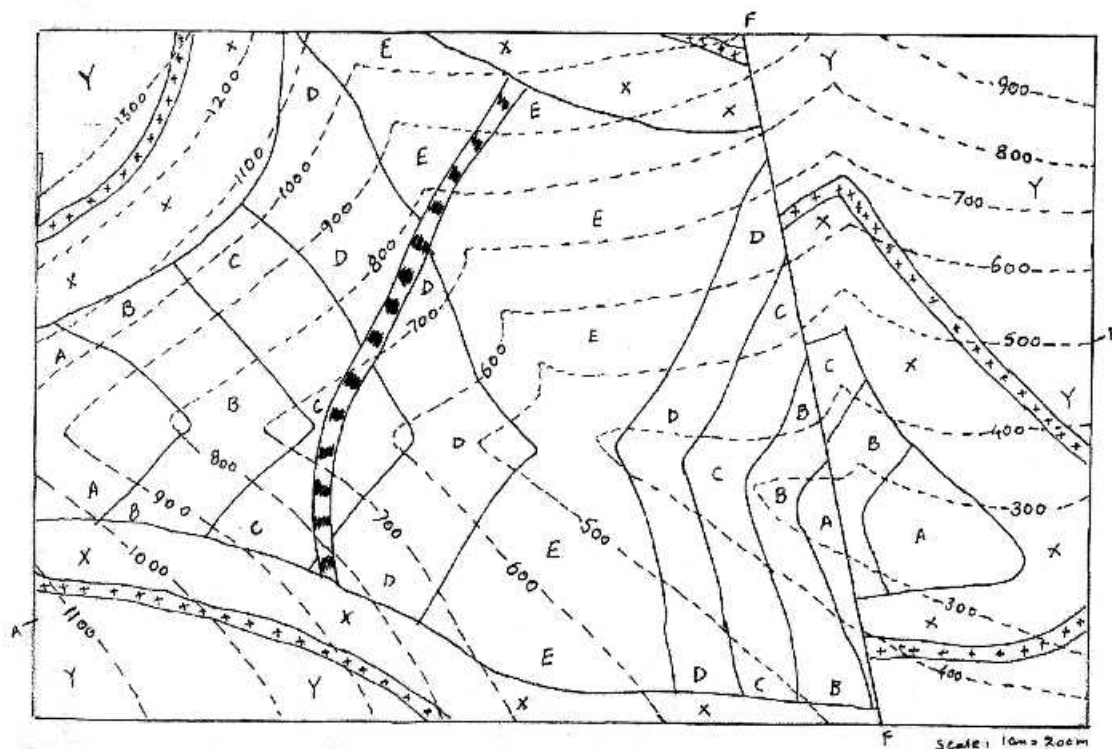 F
E X
Y X Y
1300 1200 X 900
D E X
1100 1000 E 800
X 900 E Y 700
C D 800 E D X
X B D 700 C 600
A 600 E 500
B C D C X
D B B 400 Y
A 800 C B 300
B 900 C 700 500 A A
X 1000 D E X
A 1100 X 600 300 X
Y Y E D C B 400
X X
F
Scale: 1cm = 200m